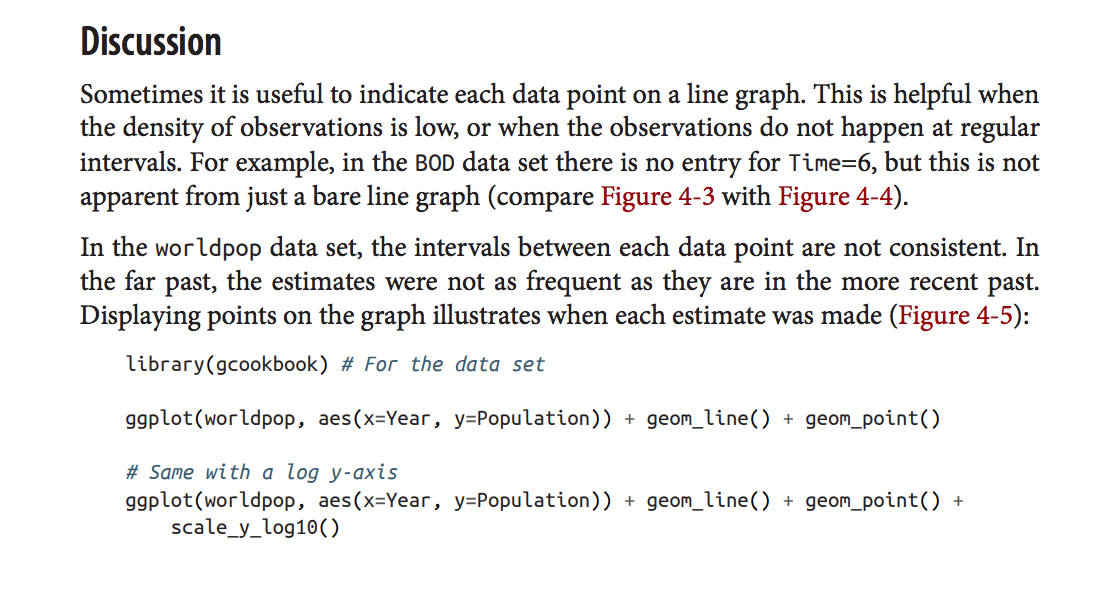 Discussion
Sometimes it is useful to indicate each data point on a line graph. This is helpful when
the density of observations is low, or when the observations do not happen at regular
intervals. For example, in the BOD data set there is no entry for Time=6, but this is not
apparent from just a bare line graph (compare Figure 4-3 with Figure 4-4).
In the worldpop data set, the intervals between each data point are not consistent. In
the far past, the estimates were not as frequent as they are in the more recent past.
Displaying points on the graph illustrates when each estimate was made (Figure 4-5):
library(gcookbook) # For the data set
ggplot(worldpop, aes(x=Year, y=Population)) + geom_line() + geom_point()
# Same with a log y-axis
ggplot(worldpop, aes(x=Year, y=Population)) + geom_line() + geom_point() +
scale_y_log10()